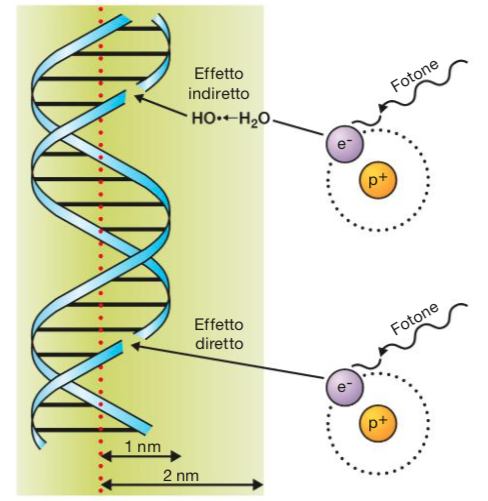 Effetto
indiretto
HO•←H₂O
Fotone
e⁻
p⁺
Effetto
diretto
Fotone
e⁻
p⁺
1 nm
2 nm